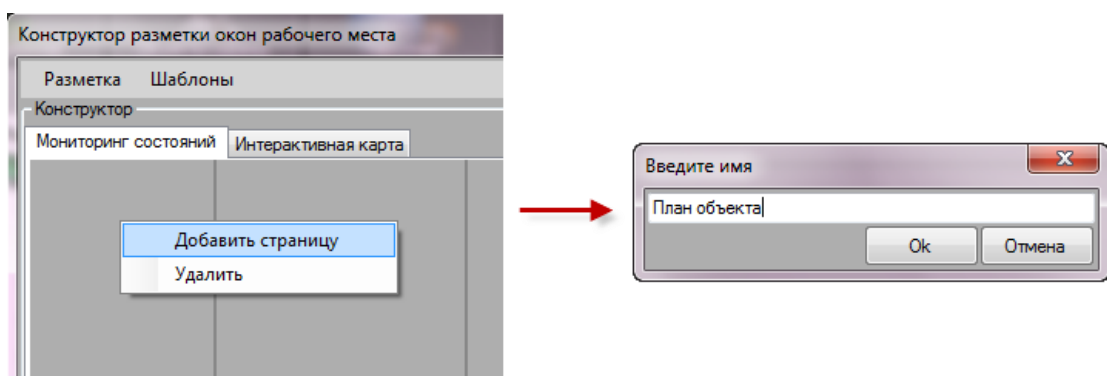 Конструктор разметки окон рабочего места
Разметка Шаблоны
Конструктор
Мониторинг состояний Интерактивная карта
Добавить страницу
Удалить
Введите имя
План объекта
Ok Отмена